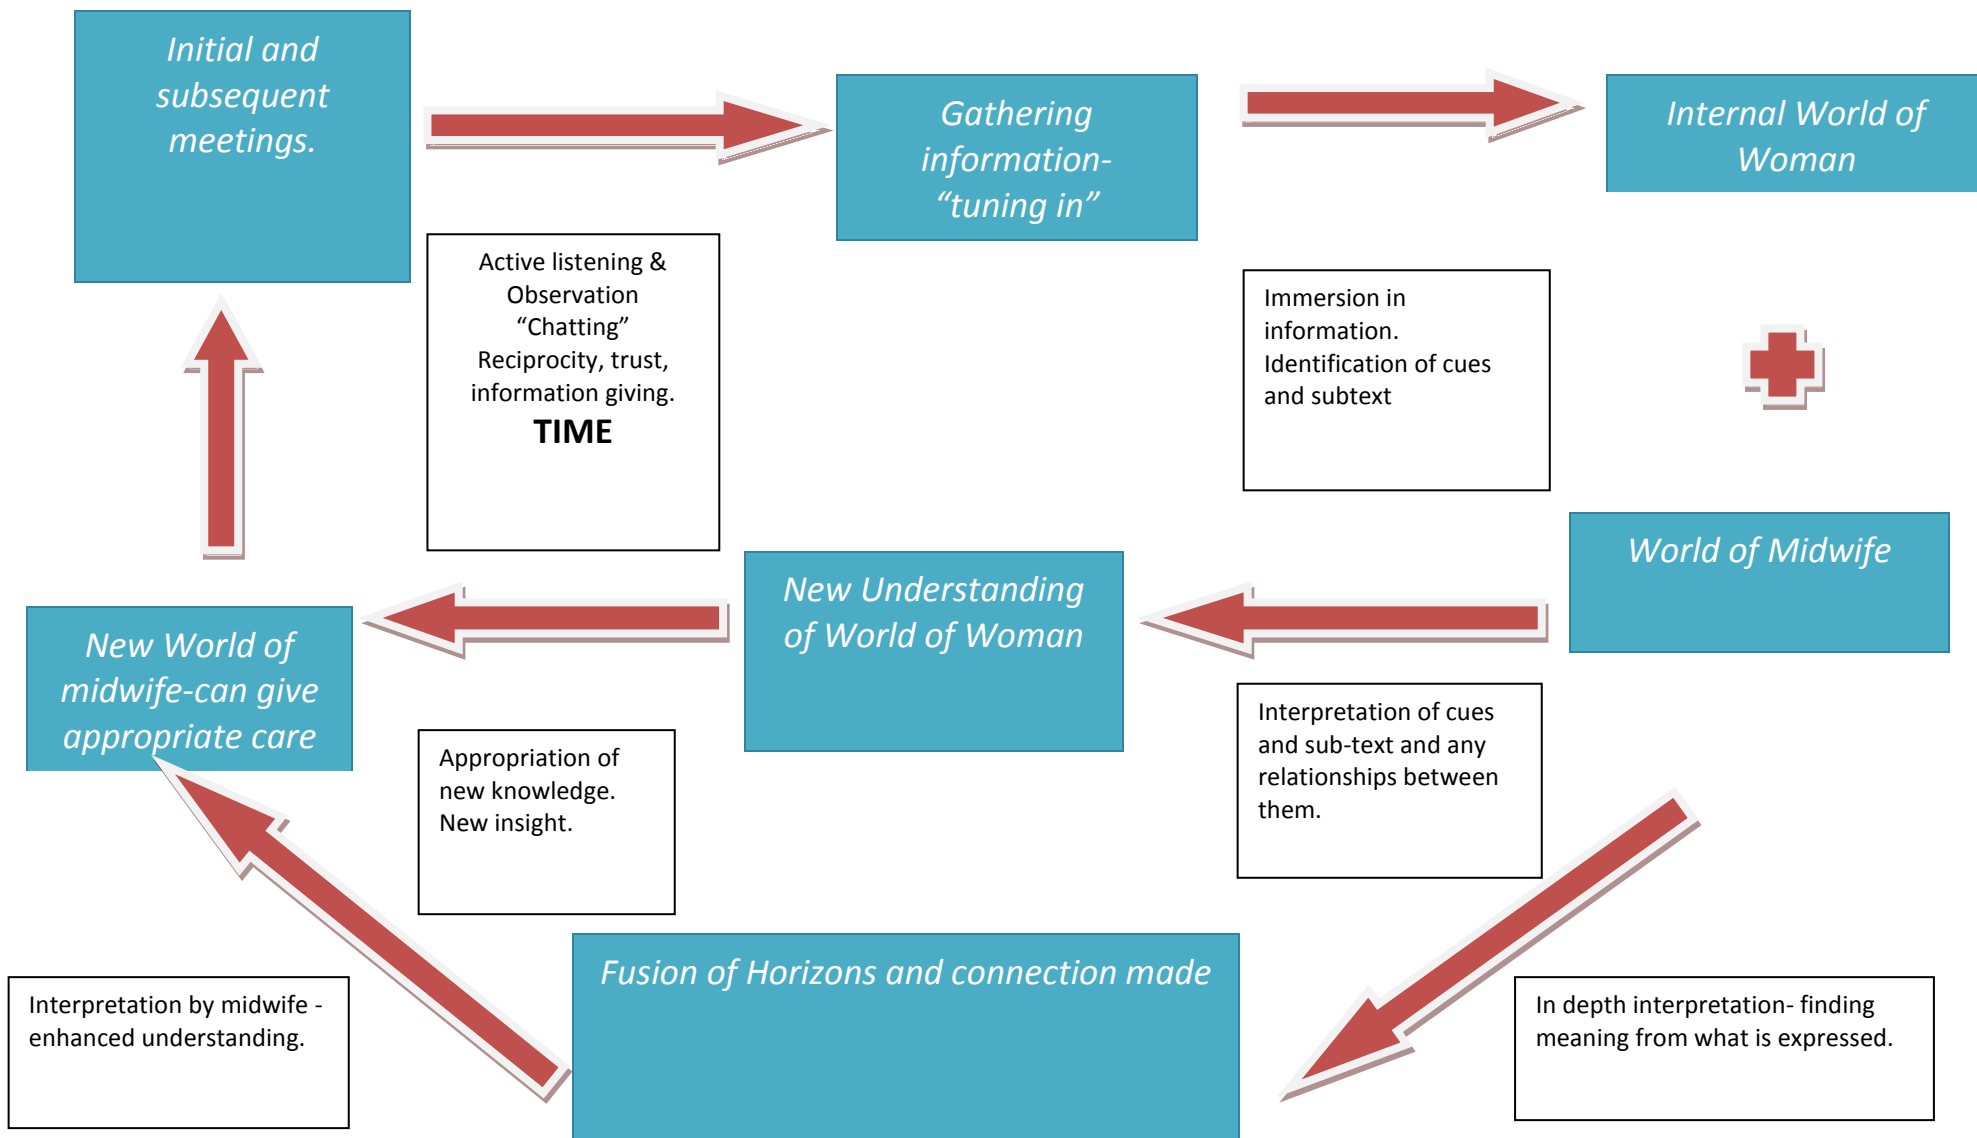 Initial and
subsequent
meetings.
Gathering
information-
“tuning in”
Internal World of
Woman
Active listening &
Observation
“Chatting”
Reciprocity, trust,
information giving.
TIME
Immersion in
information.
Identification of cues
and subtext
World of Midwife
New Understanding
of World of Woman
New World of
midwife-can give
appropriate care
Interpretation of cues
and sub-text and any
relationships between
them.
Appropriation of
new knowledge.
New insight.
Fusion of Horizons and connection made
Interpretation by midwife -
enhanced understanding.
In depth interpretation- finding
meaning from what is expressed.